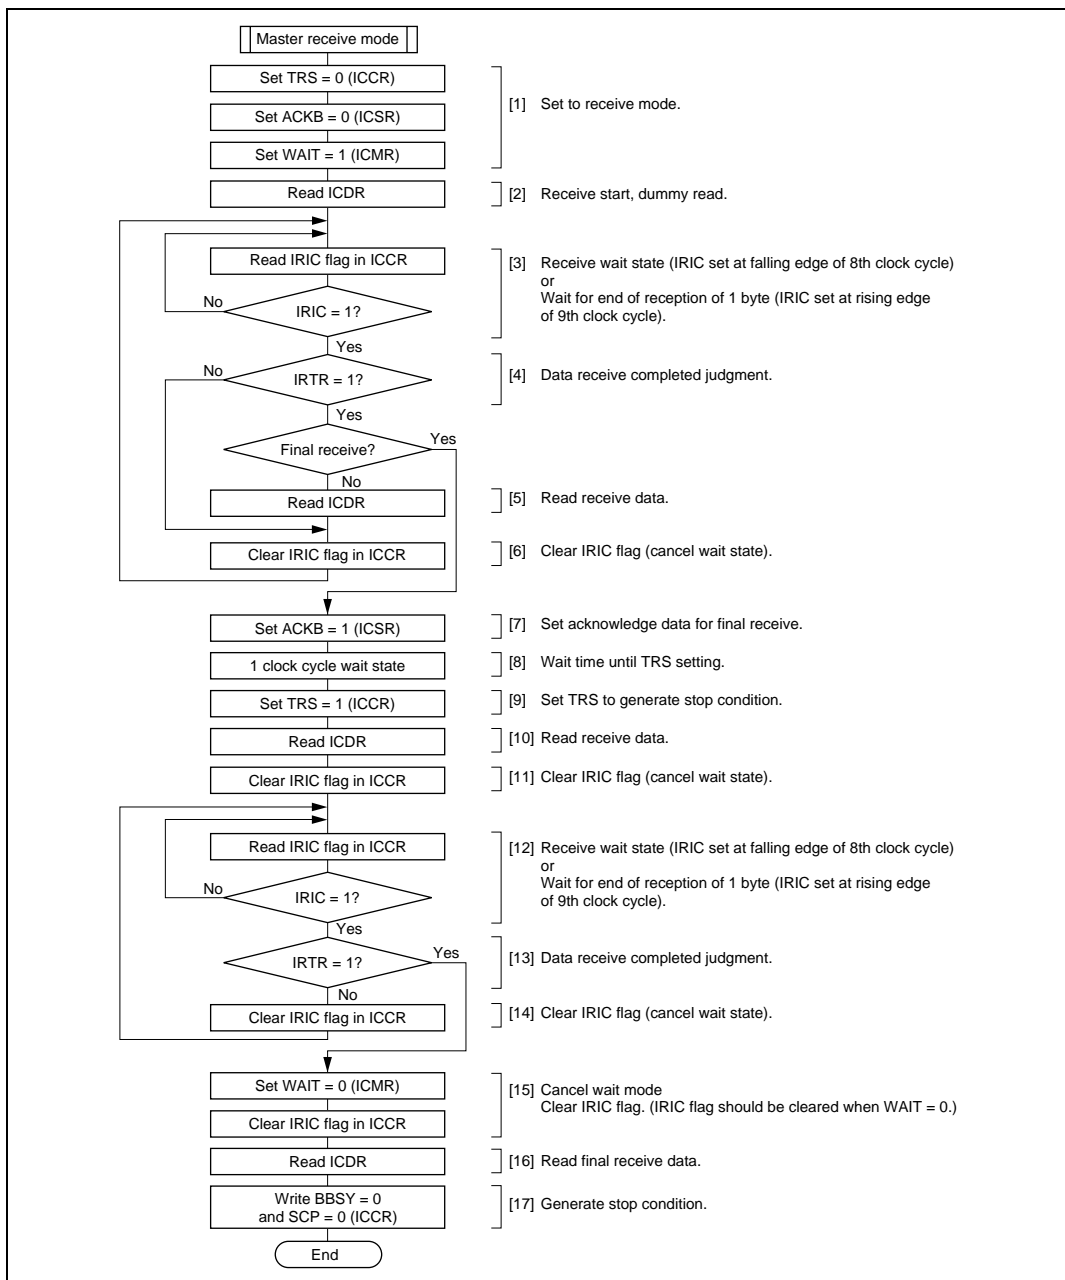 Master receive mode
Set TRS = 0 (ICCR)
Set ACKB = 0 (ICSR)
[1] Set to receive mode.
Set WAIT = 1 (ICMR)
Read ICDR
[2] Receive start, dummy read.
Read IRIC flag in ICCR
[3] Receive wait state (IRIC set at falling edge of 8th clock cycle)
or
Wait for end of reception of 1 byte (IRIC set at rising edge
of 9th clock cycle).
No
IRIC = 1?
Yes
No
IRTR = 1?
[4] Data receive completed judgment.
Yes
Final receive?
Yes
No
Read ICDR
[5] Read receive data.
Clear IRIC flag in ICCR
[6] Clear IRIC flag (cancel wait state).
Set ACKB = 1 (ICSR)
[7] Set acknowledge data for final receive.
1 clock cycle wait state
[8] Wait time until TRS setting.
Set TRS = 1 (ICCR)
[9] Set TRS to generate stop condition.
Read ICDR
[10] Read receive data.
Clear IRIC flag in ICCR
[11] Clear IRIC flag (cancel wait state).
Read IRIC flag in ICCR
[12] Receive wait state (IRIC set at falling edge of 8th clock cycle)
or
Wait for end of reception of 1 byte (IRIC set at rising edge
of 9th clock cycle).
No
IRIC = 1?
Yes
IRTR = 1?
Yes
[13] Data receive completed judgment.
No
Clear IRIC flag in ICCR
[14] Clear IRIC flag (cancel wait state).
Set WAIT = 0 (ICMR)
[15] Cancel wait mode
Clear IRIC flag. (IRIC flag should be cleared when WAIT = 0.)
Clear IRIC flag in ICCR
Read ICDR
[16] Read final receive data.
Write BBSY = 0
and SCP = 0 (ICCR)
[17] Generate stop condition.
End